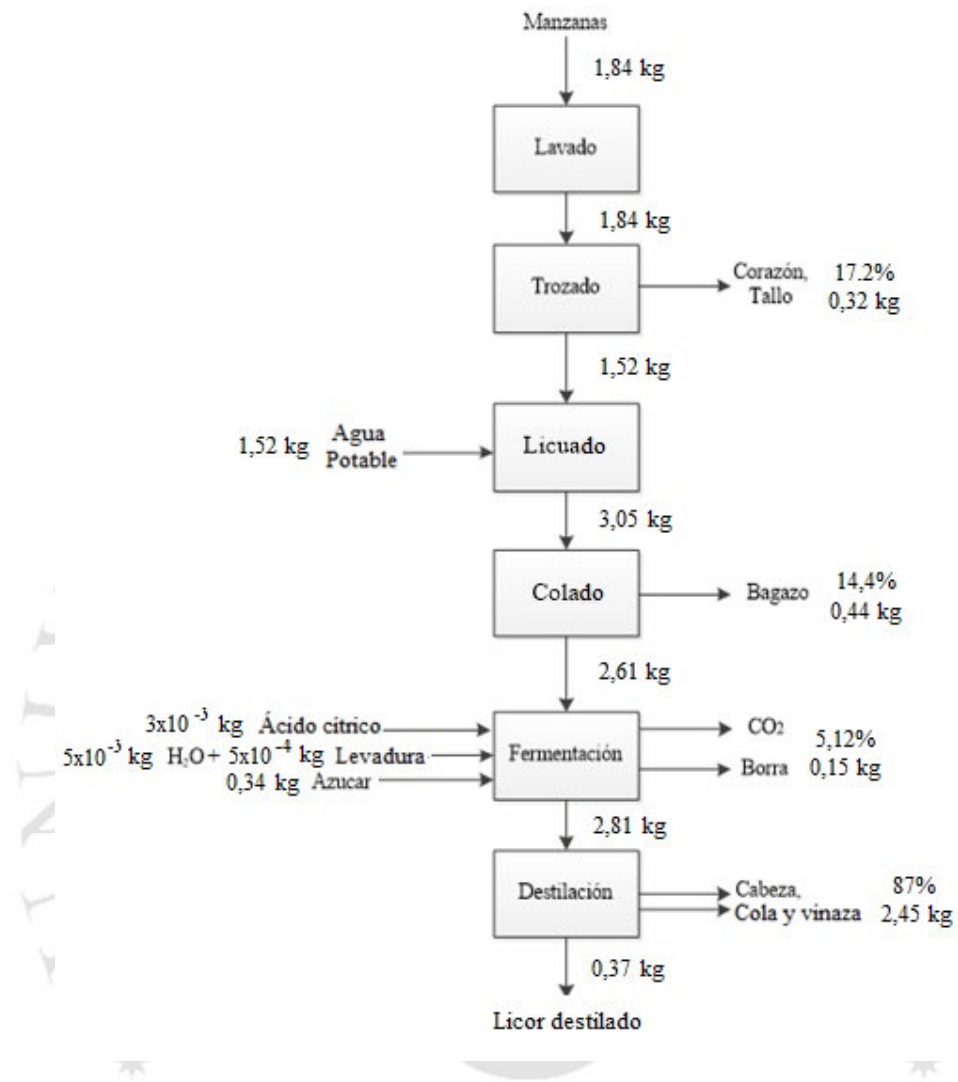 Manzanas
1,84 kg
Lavado
1,84 kg
Trozado
Corazón, 17.2%
Tallo 0,32 kg
1,52 kg
1,52 kg Agua
Potable
Licuado
3,05 kg
Colado
Bagazo 14,4%
0,44 kg
2,61 kg
3x10⁻³ kg Ácido cítrico
5x10⁻³ kg H₂O + 5x10⁻⁴ kg Levadura
0,34 kg Azucar
Fermentación
CO₂
5,12%
Borra 0,15 kg
2,81 kg
Destilación
Cabeza, 87%
Cola y vinaza 2,45 kg
0,37 kg
Licor destilado